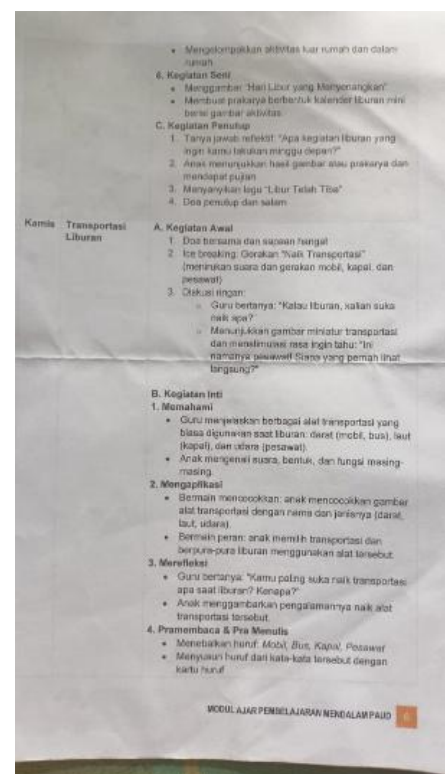 • Mengelompokkan aktivitas luar rumah dan dalam
rumah
6. Kegiatan Seni
• Menggambar "Hari Libur yang Menyenangkan"
• Membuat prakarya berbentuk kalender liburan mini
berisi gambar aktivitas
C. Kegiatan Penutup
1. Tanya jawab reflektif: "Apa kegiatan liburan yang
ingin kamu lakukan minggu depan?"
2. Anak menunjukkan hasil gambar atau prakarya dan
mendapat pujian
3. Menyanyikan lagu "Libur Telah Tiba"
4. Doa penutup dan salam
Kamis Transportasi
Liburan
A. Kegiatan Awal
1. Doa bersama dan sapaan hangat
2. Ice breaking: Gerakan "Naik Transportasi"
(menirukan suara dan gerakan mobil, kapal, dan
pesawat)
3. Diskusi ringan:
○ Guru bertanya: "Kalau liburan, kalian suka
naik apa?"
○ Menunjukkan gambar miniatur transportasi
dan menstimulasi rasa ingin tahu: "Ini
namanya pesawat! Siapa yang pernah lihat
langsung?"
B. Kegiatan Inti
1. Memahami
• Guru menjelaskan berbagai alat transportasi yang
biasa digunakan saat liburan: darat (mobil, bus), laut
(kapal), dan udara (pesawat).
• Anak mengenali suara, bentuk, dan fungsi masing-
masing.
2. Mengaplikasi
• Bermain mencocokkan: anak mencocokkan gambar
alat transportasi dengan nama dan jenisnya (darat,
laut, udara).
• Bermain peran: anak memilih transportasi dan
berpura-pura liburan menggunakan alat tersebut.
3. Merefleksi
• Guru bertanya: "Kamu paling suka naik transportasi
apa saat liburan? Kenapa?"
• Anak menggambarkan pengalamannya naik alat
transportasi tersebut.
4. Pramembaca & Pra Menulis
• Menebalkan huruf: Mobil, Bus, Kapal, Pesawat
• Menyusun huruf dari kata-kata tersebut dengan
kartu huruf
MODUL AJAR PEMBELAJARAN MENDALAM PAUD